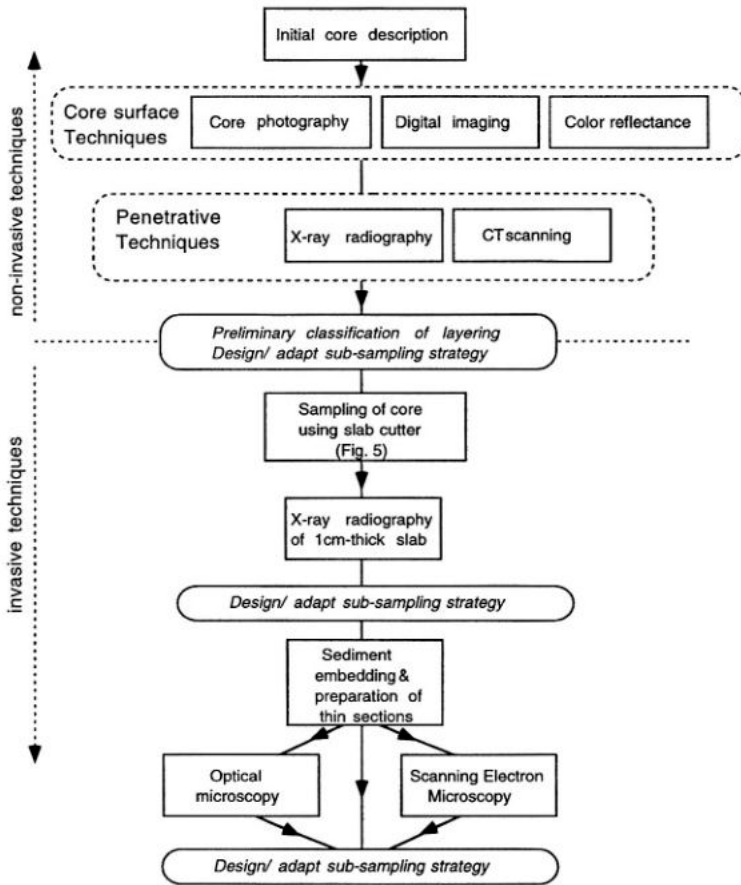 Initial core description
Core surface
Techniques
Core photography
Digital imaging
Color reflectance
Penetrative
Techniques
X-ray radiography
CT scanning
non-invasive techniques
Preliminary classification of layering
Design/ adapt sub-sampling strategy
Sampling of core
using slab cutter
(Fig. 5)
X-ray radiography
of 1cm-thick slab
invasive techniques
Design/ adapt sub-sampling strategy
Sediment
embedding &
preparation of
thin sections
Optical
microscopy
Scanning Electron
Microscopy
Design/ adapt sub-sampling strategy